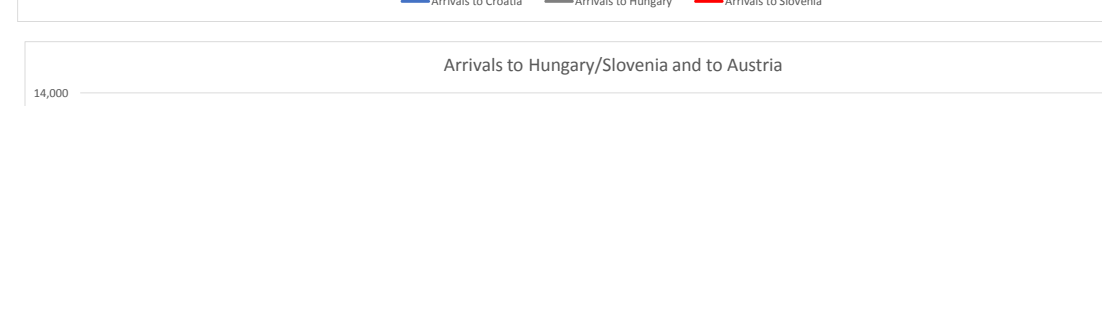 Arrivals to Croatia Arrivals to Hungary Arrivals to Slovenia
Arrivals to Hungary/Slovenia and to Austria
14,000